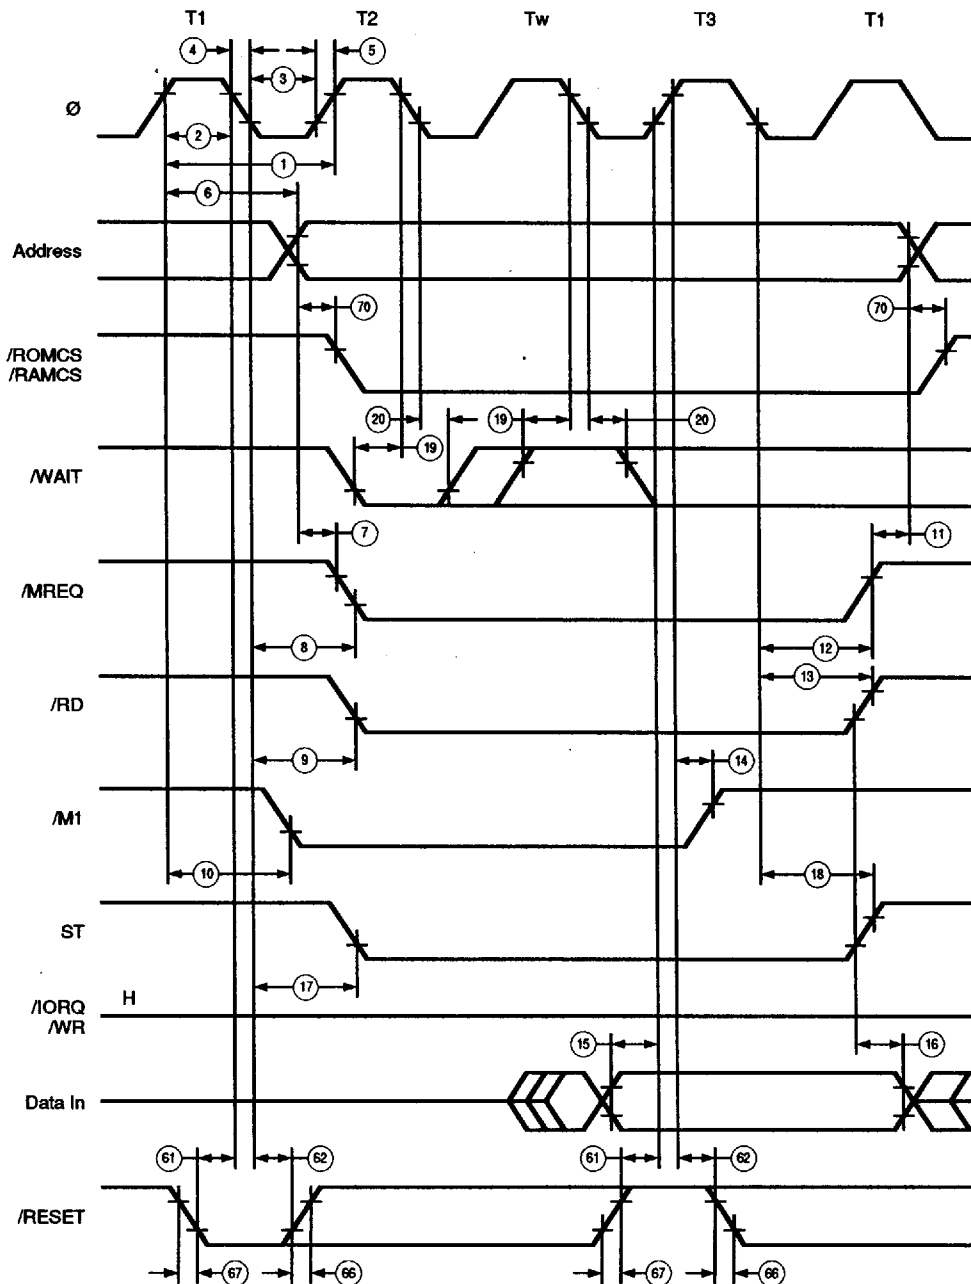 T1 T2 Tw T3 T1
4 5
3
Ø
2
1
6
Address
70 70
/ROMCS
/RAMCS
20 19 19 20
/WAIT
7 11
/MREQ
8 12
13
/RD
9 14
/M1
10 18
ST
17
H
/IORQ
/WR
15 16
Data In
61 62 61 62
/RESET
67 66 67 66